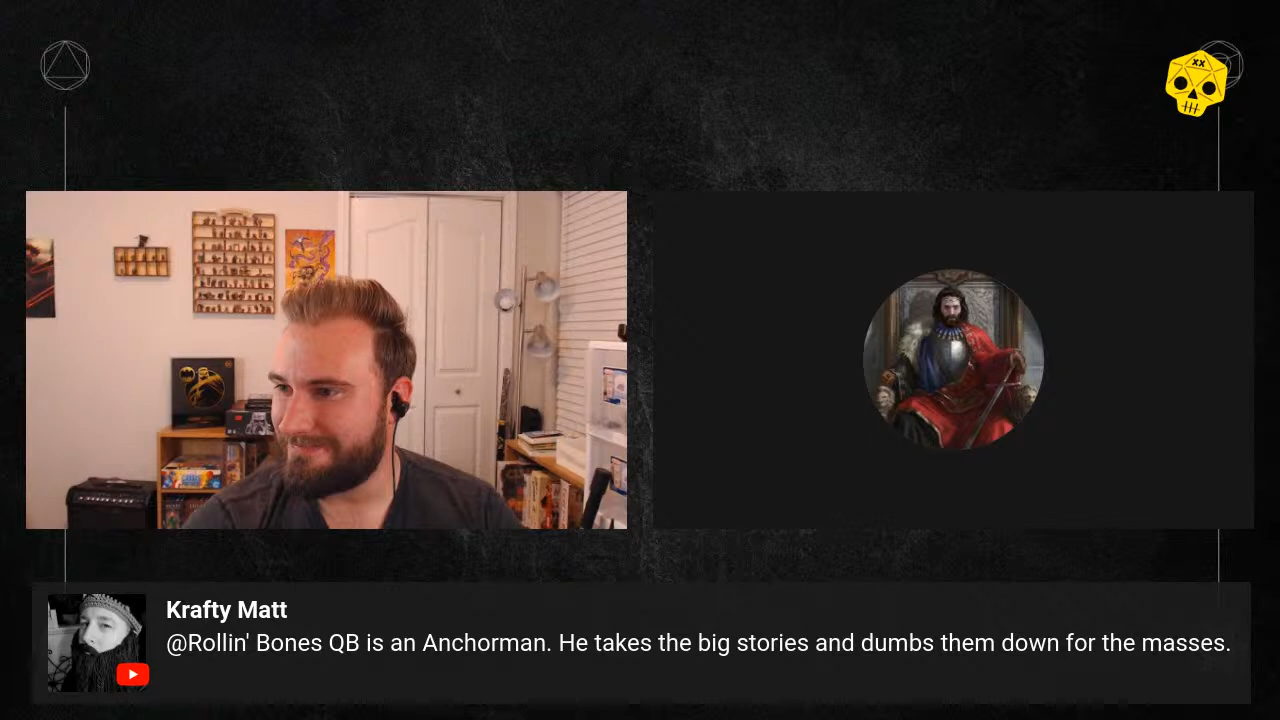 xx
Krafty Matt
@Rollin' Bones QB is an Anchorman. He takes the big stories and dumbs them down for the masses.